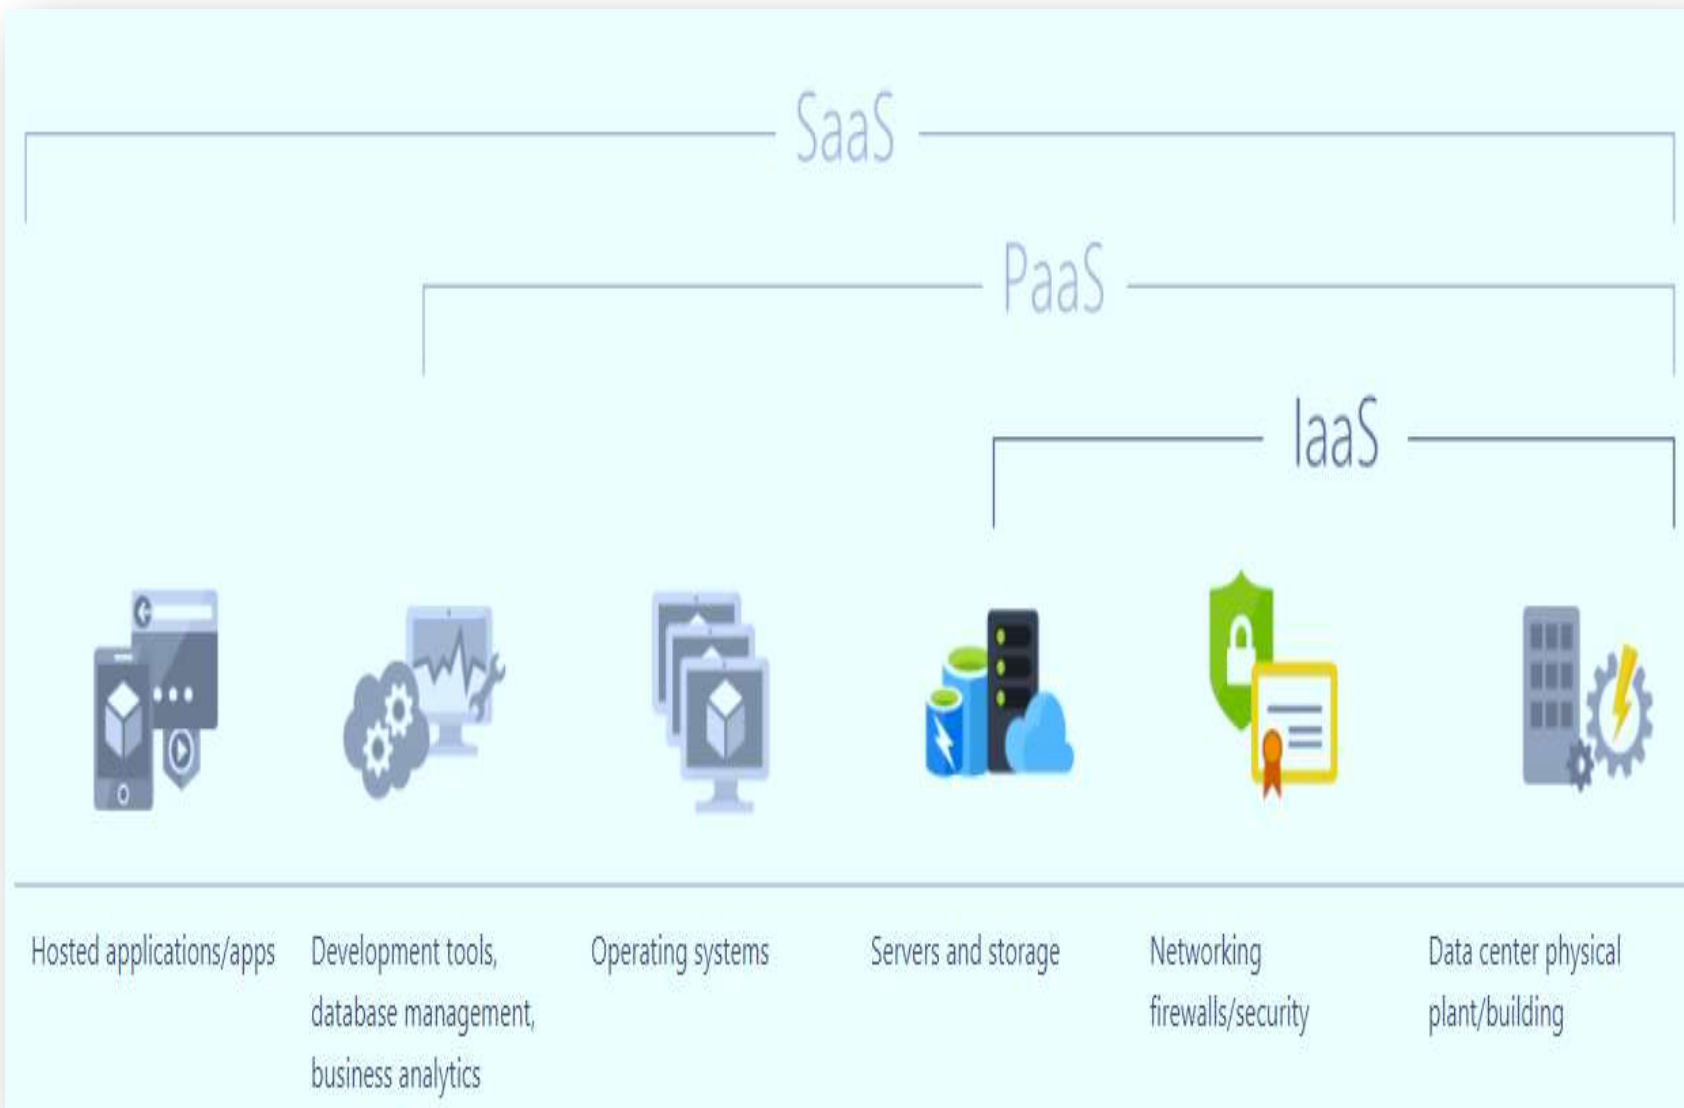 SaaS
PaaS
IaaS
Hosted applications/apps
Development tools,
database management,
business analytics
Operating systems
Servers and storage
Networking
firewalls/security
Data center physical
plant/building